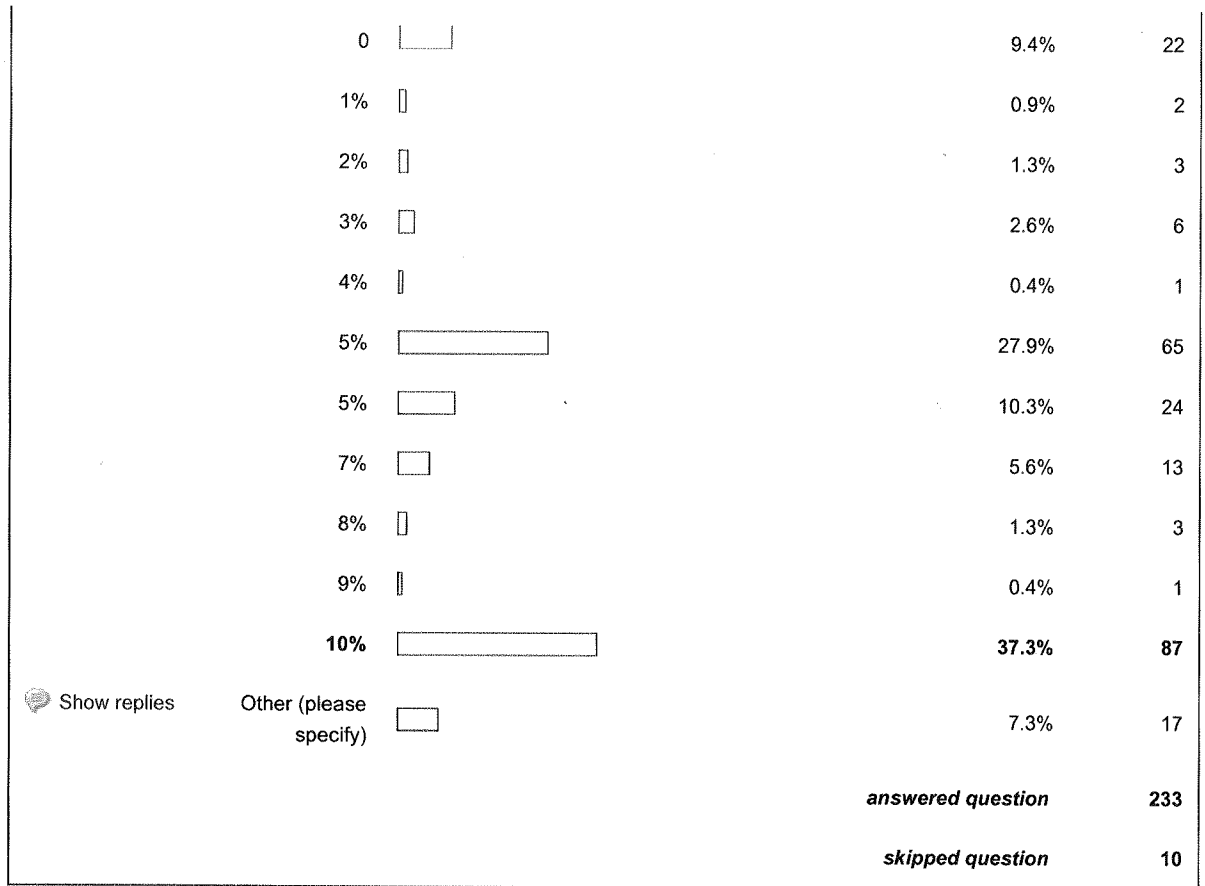 0 9.4% 22
1% 0.9% 2
2% 1.3% 3
3% 2.6% 6
4% 0.4% 1
5% 27.9% 65
5% 10.3% 24
7% 5.6% 13
8% 1.3% 3
9% 0.4% 1
10% 37.3% 87
Show replies Other (please
specify) 7.3% 17
answered question 233
skipped question 10